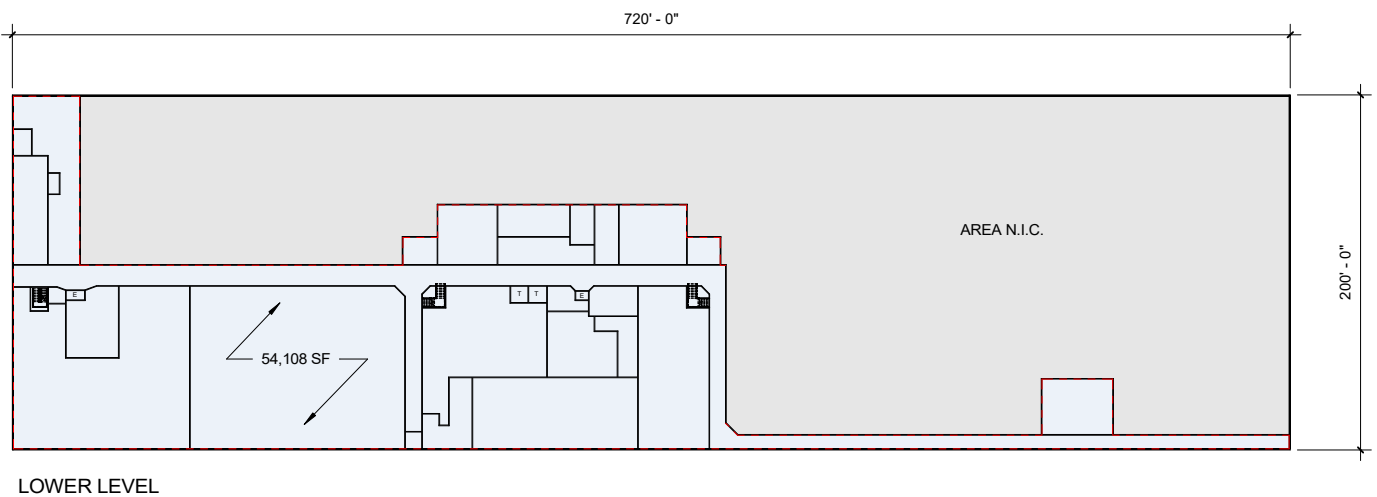 720' - 0"
AREA N.I.C.
200' - 0"
E
T T
E
54,108 SF
LOWER LEVEL